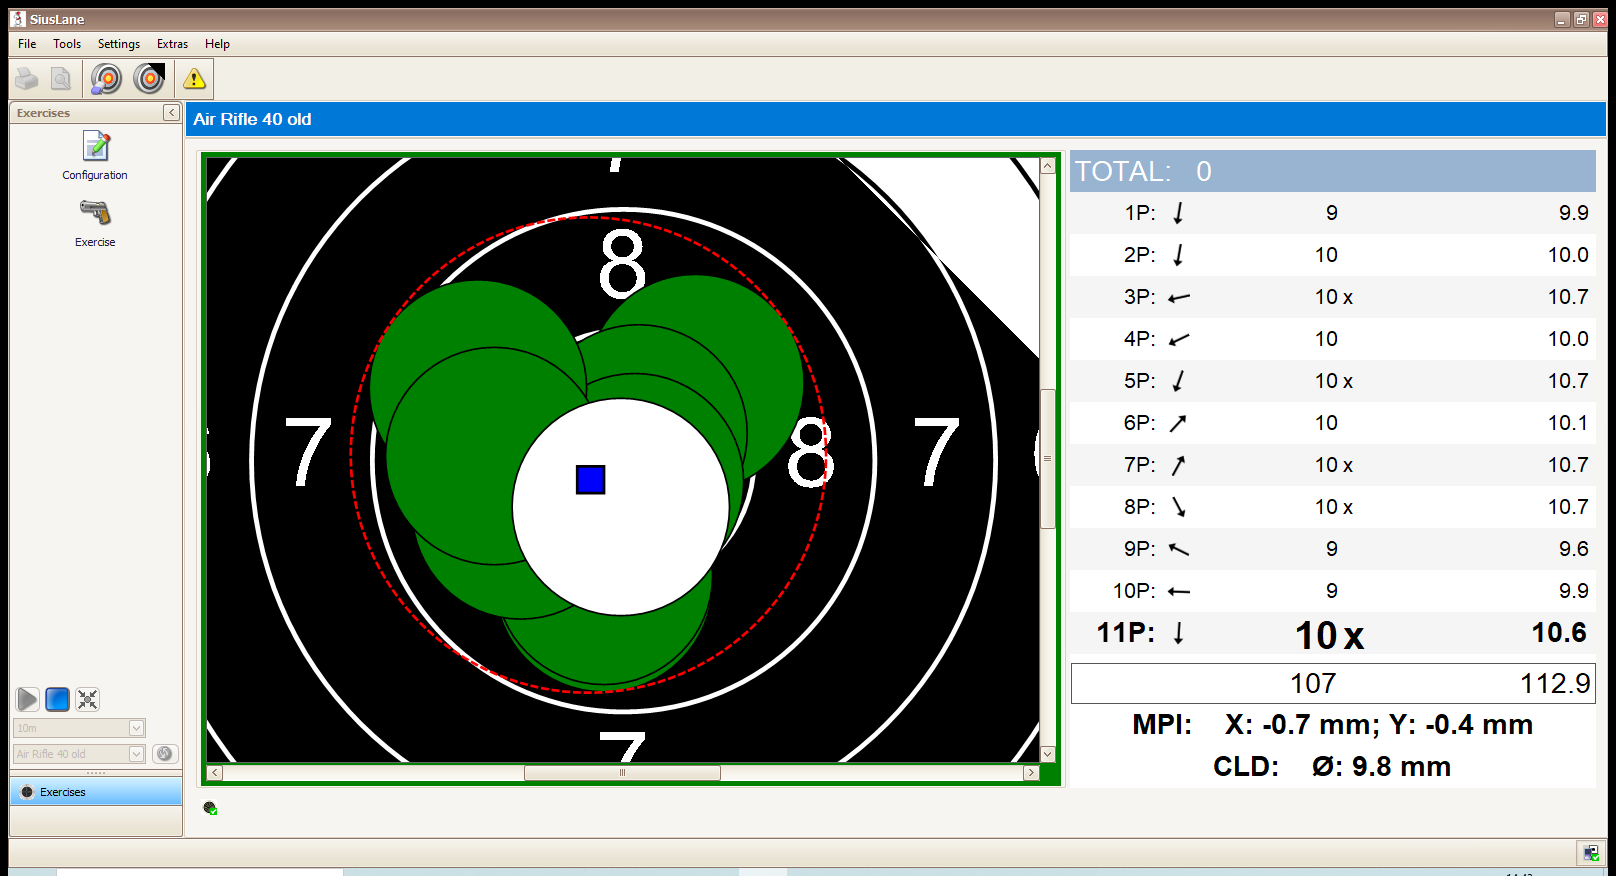 SiusLane
File Tools Settings Extras Help
Exercises
Configuration
Exercise
10m
Air Rifle 40 old
Exercises
Air Rifle 40 old
7
8
7 8 7
7
TOTAL: 0
1P: 9 9.9
2P: 10 10.0
3P: 10 x 10.7
4P: 10 10.0
5P: 10 x 10.7
6P: 10 10.1
7P: 10 x 10.7
8P: 10 x 10.7
9P: 9 9.6
10P: 9 9.9
11P: 10 x 10.6
107 112.9
MPI: X: -0.7 mm; Y: -0.4 mm
CLD: Ø: 9.8 mm